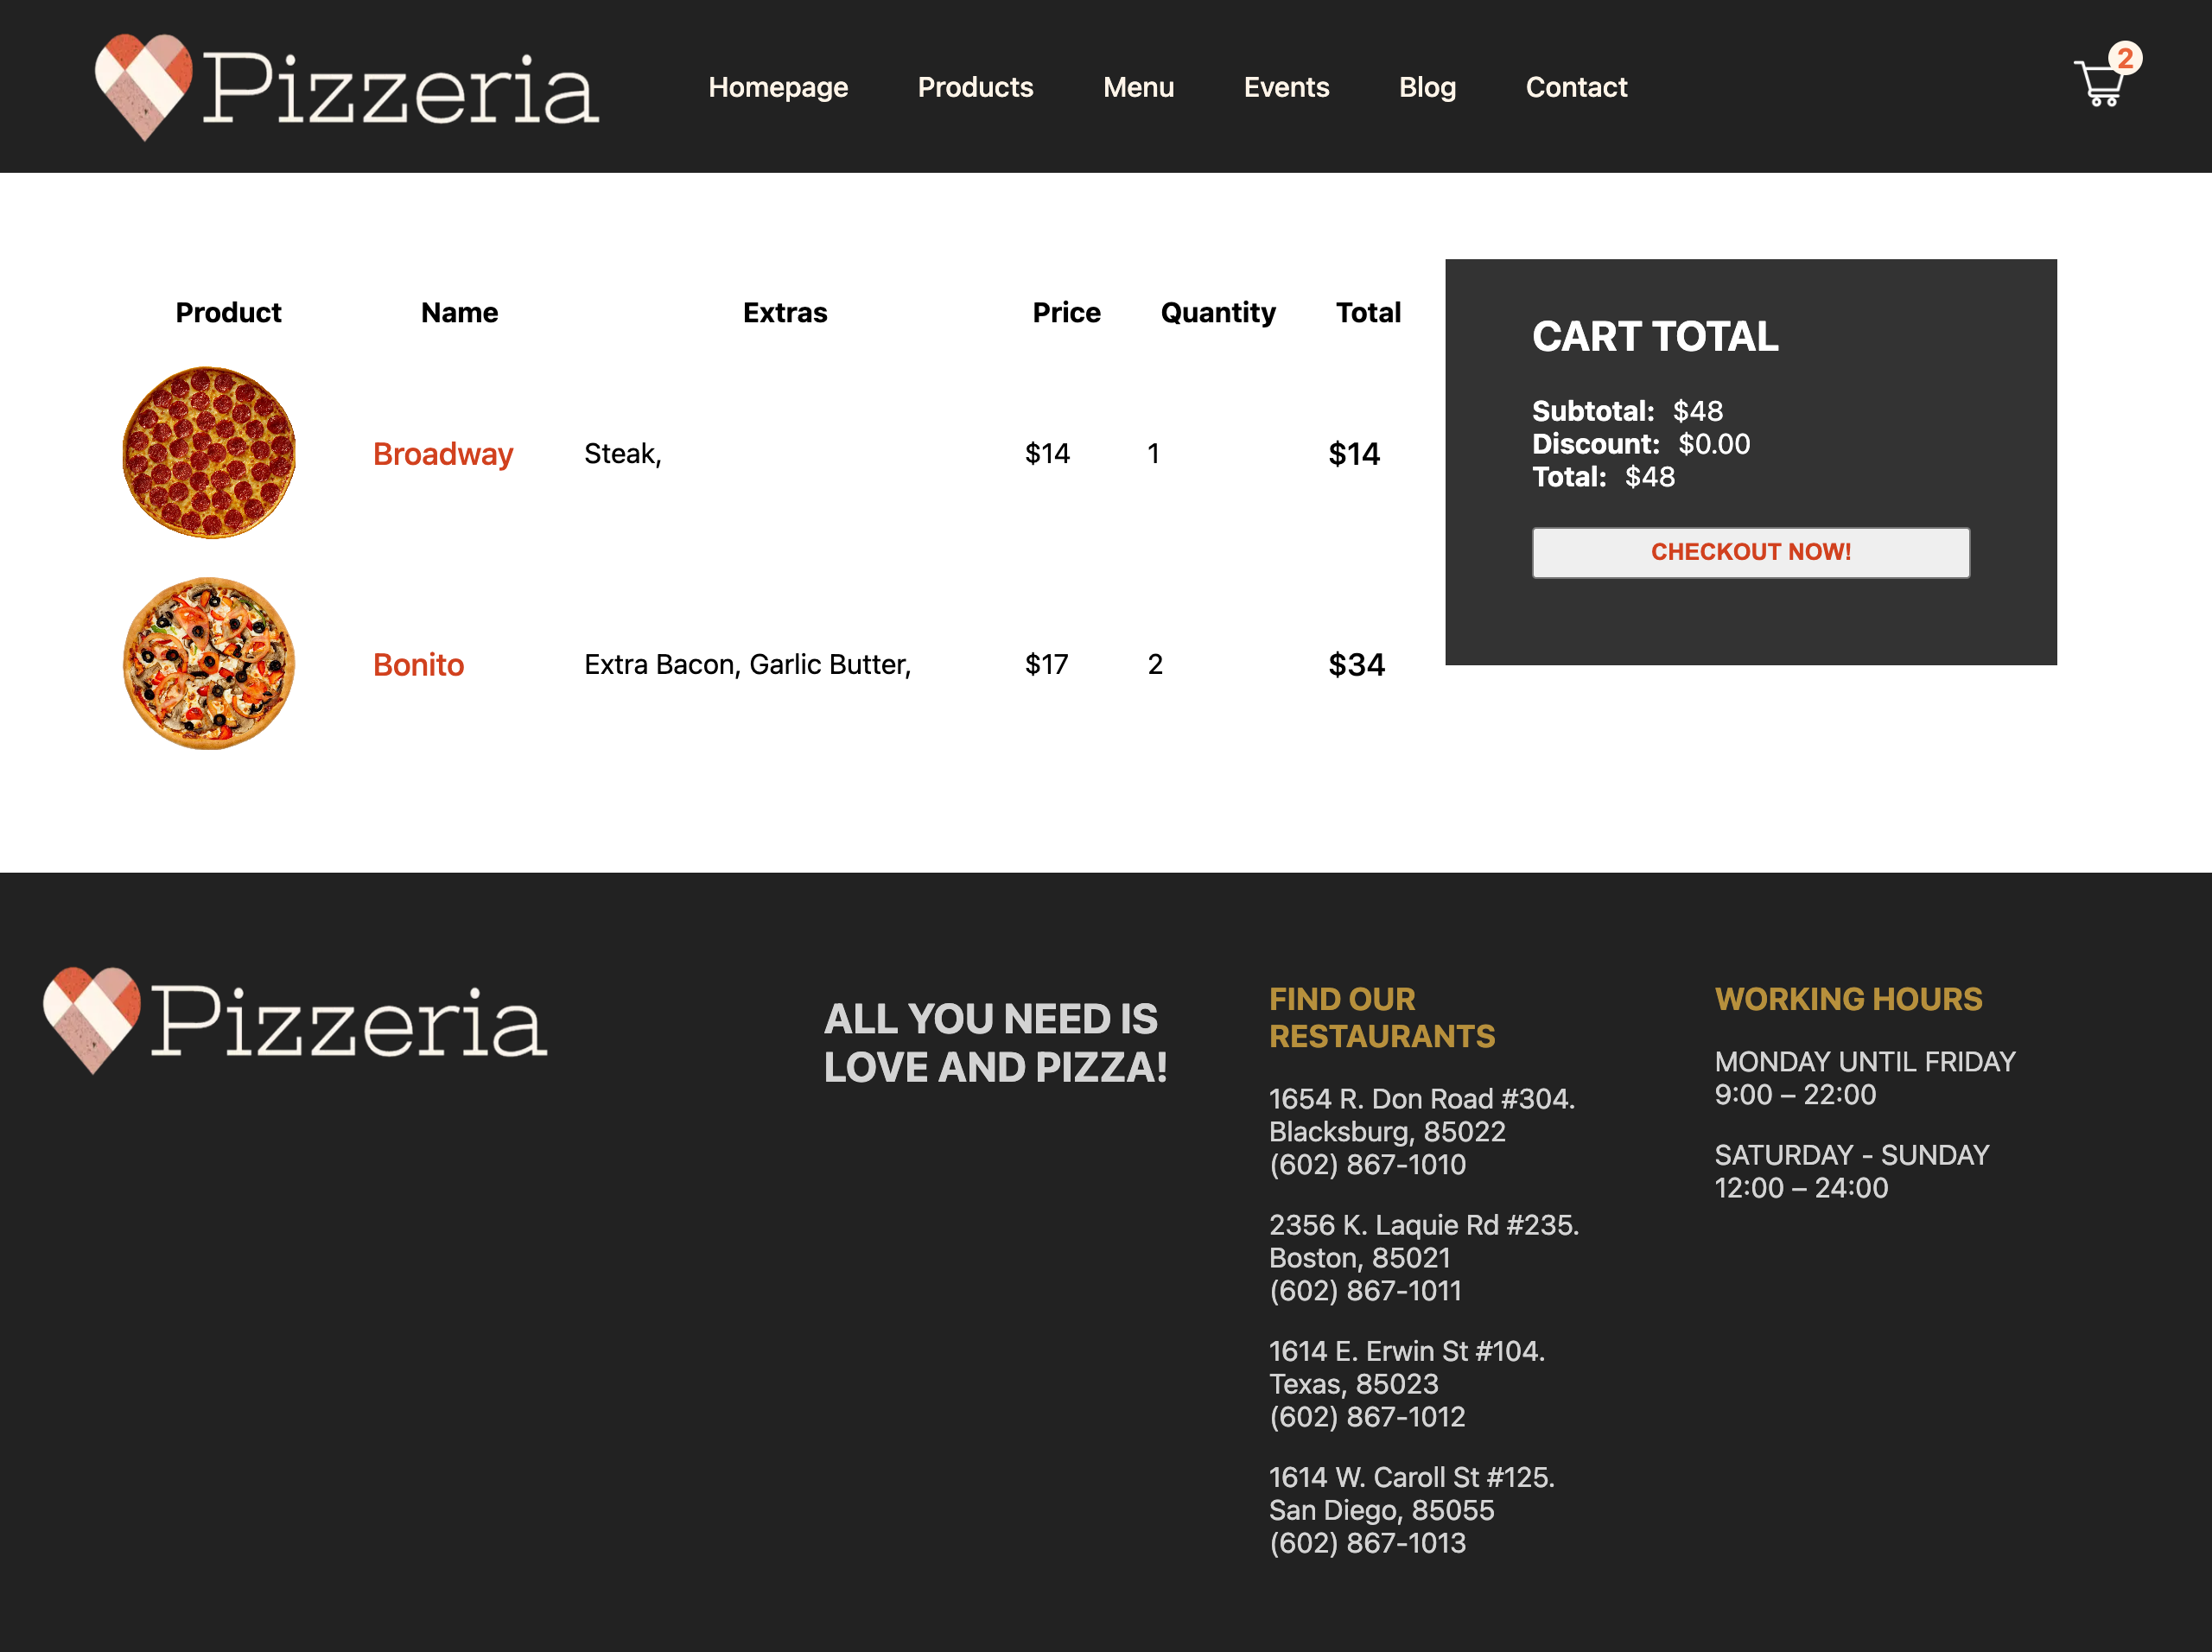 Pizzeria
Homepage Products Menu Events Blog Contact
2
Product Name Extras Price Quantity Total
Broadway Steak, $14 1 $14
Bonito Extra Bacon, Garlic Butter, $17 2 $34
CART TOTAL
Subtotal: $48
Discount: $0.00
Total: $48
CHECKOUT NOW!
Pizzeria
ALL YOU NEED IS
LOVE AND PIZZA!
FIND OUR
RESTAURANTS
1654 R. Don Road #304.
Blacksburg, 85022
(602) 867-1010
2356 K. Laquie Rd #235.
Boston, 85021
(602) 867-1011
1614 E. Erwin St #104.
Texas, 85023
(602) 867-1012
1614 W. Caroll St #125.
San Diego, 85055
(602) 867-1013
WORKING HOURS
MONDAY UNTIL FRIDAY
9:00 – 22:00
SATURDAY - SUNDAY
12:00 – 24:00